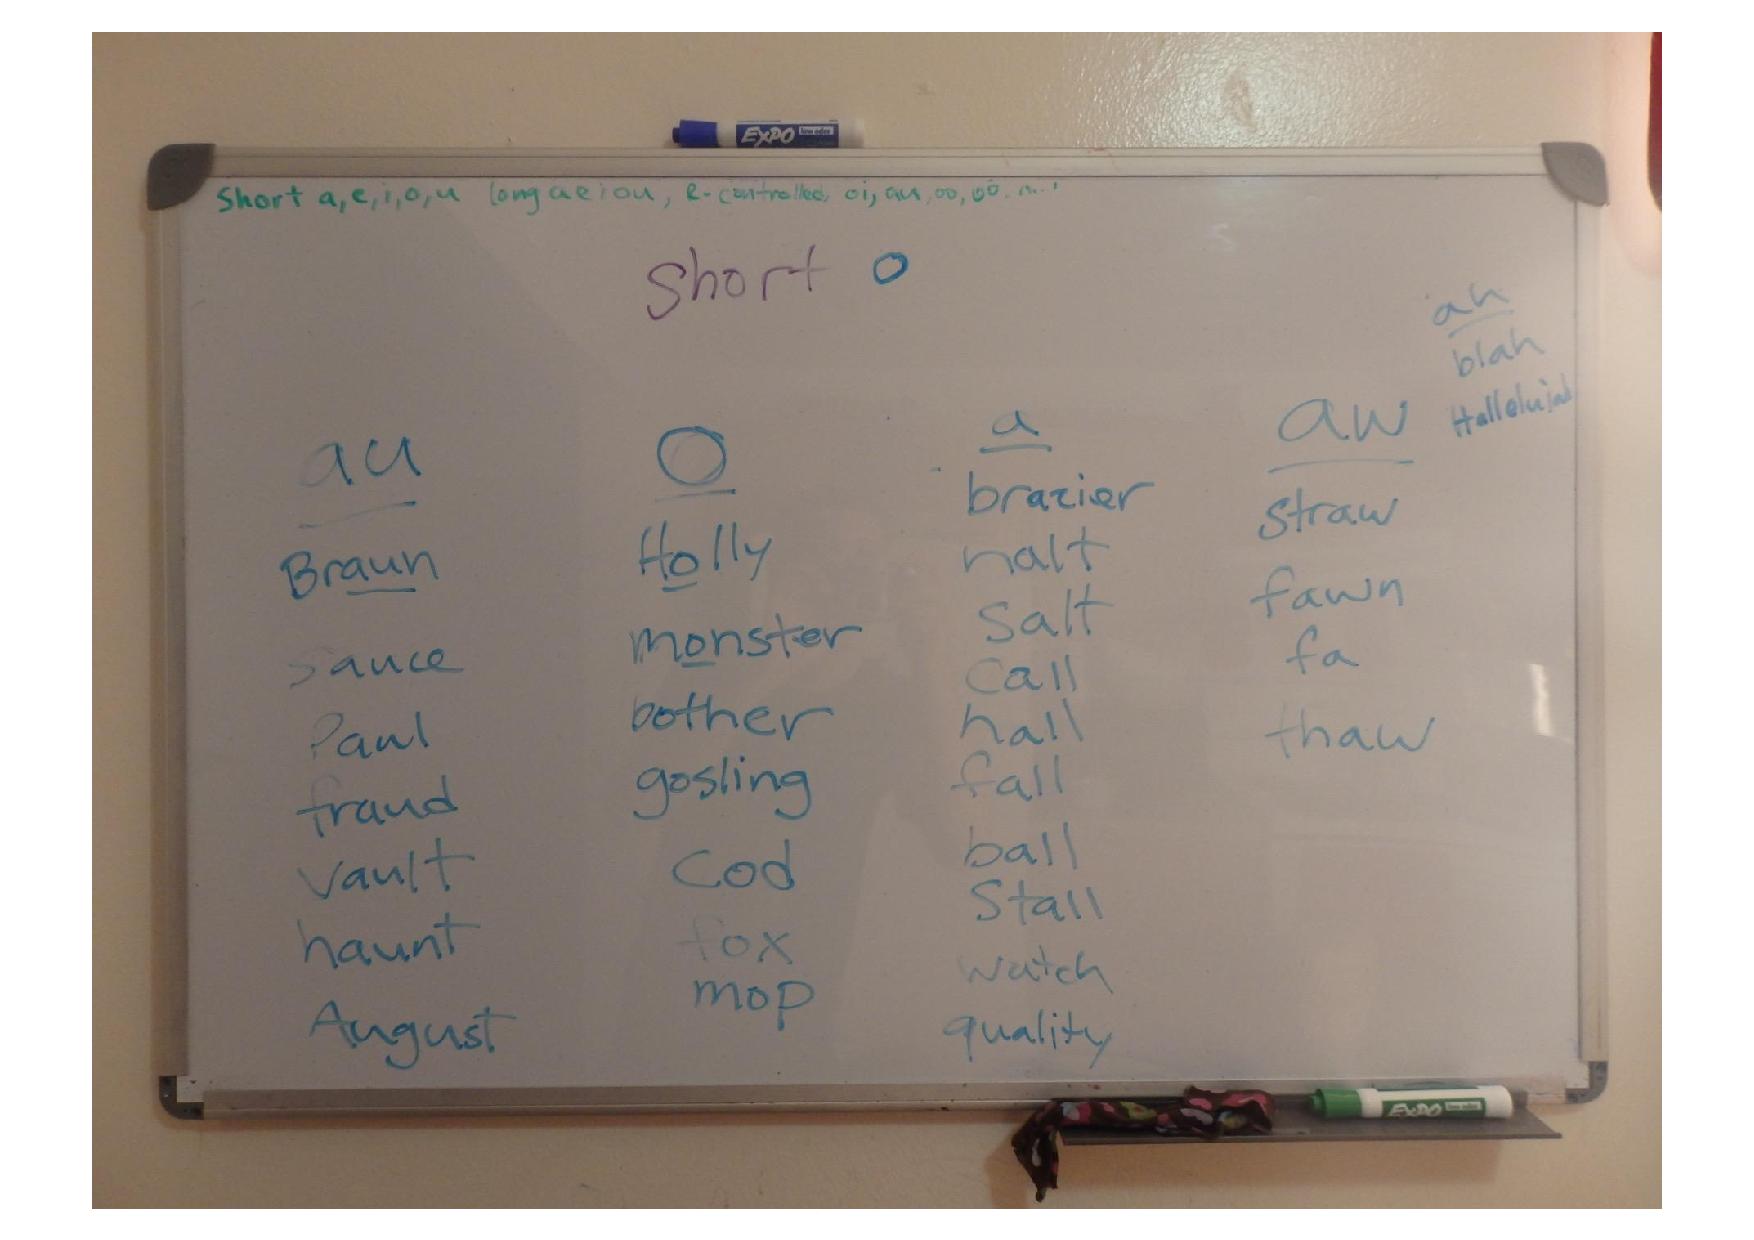 EXPO low odor
Short a, e, i, o, u long a e i o u, R-controlled, oi, au, oo, oo.
Short o
ah
blah
Hallelujah
au
Braun
sauce
Paul
fraud
vault
haunt
August
O
Holly
monster
bother
gosling
Cod
fox
mop
a
brazier
halt
Salt
Call
hall
fall
ball
Stall
watch
quality
aw
straw
fawn
fa
thaw
EXPO low odor